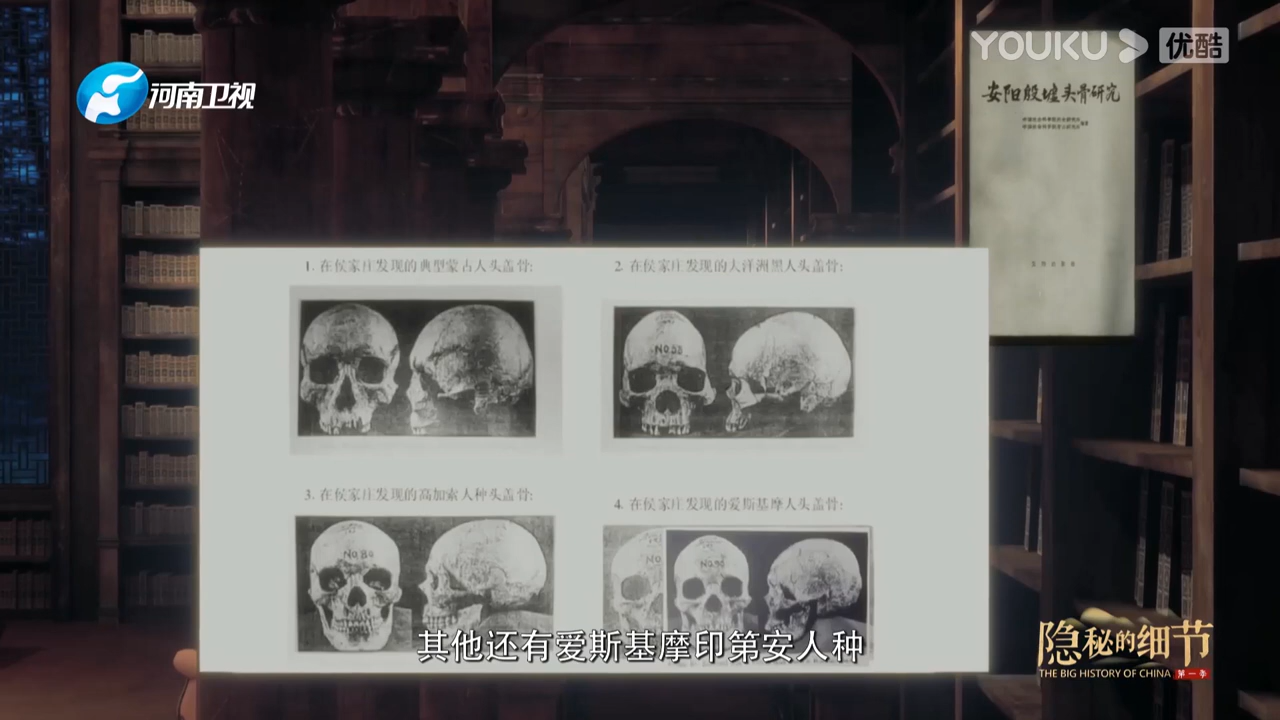 YOUKU 优酷
河南卫视
安阳殷墟头骨研究
1. 在侯家庄发现的典型蒙古人头盖骨:
2. 在侯家庄发现的大洋洲黑人头盖骨:
NO.58
3. 在侯家庄发现的高加索人种头盖骨:
4. 在侯家庄发现的爱斯基摩人头盖骨:
其他还有爱斯基摩印第安人种
隐秘的细节
THE BIG HISTORY OF CHINA 第一季